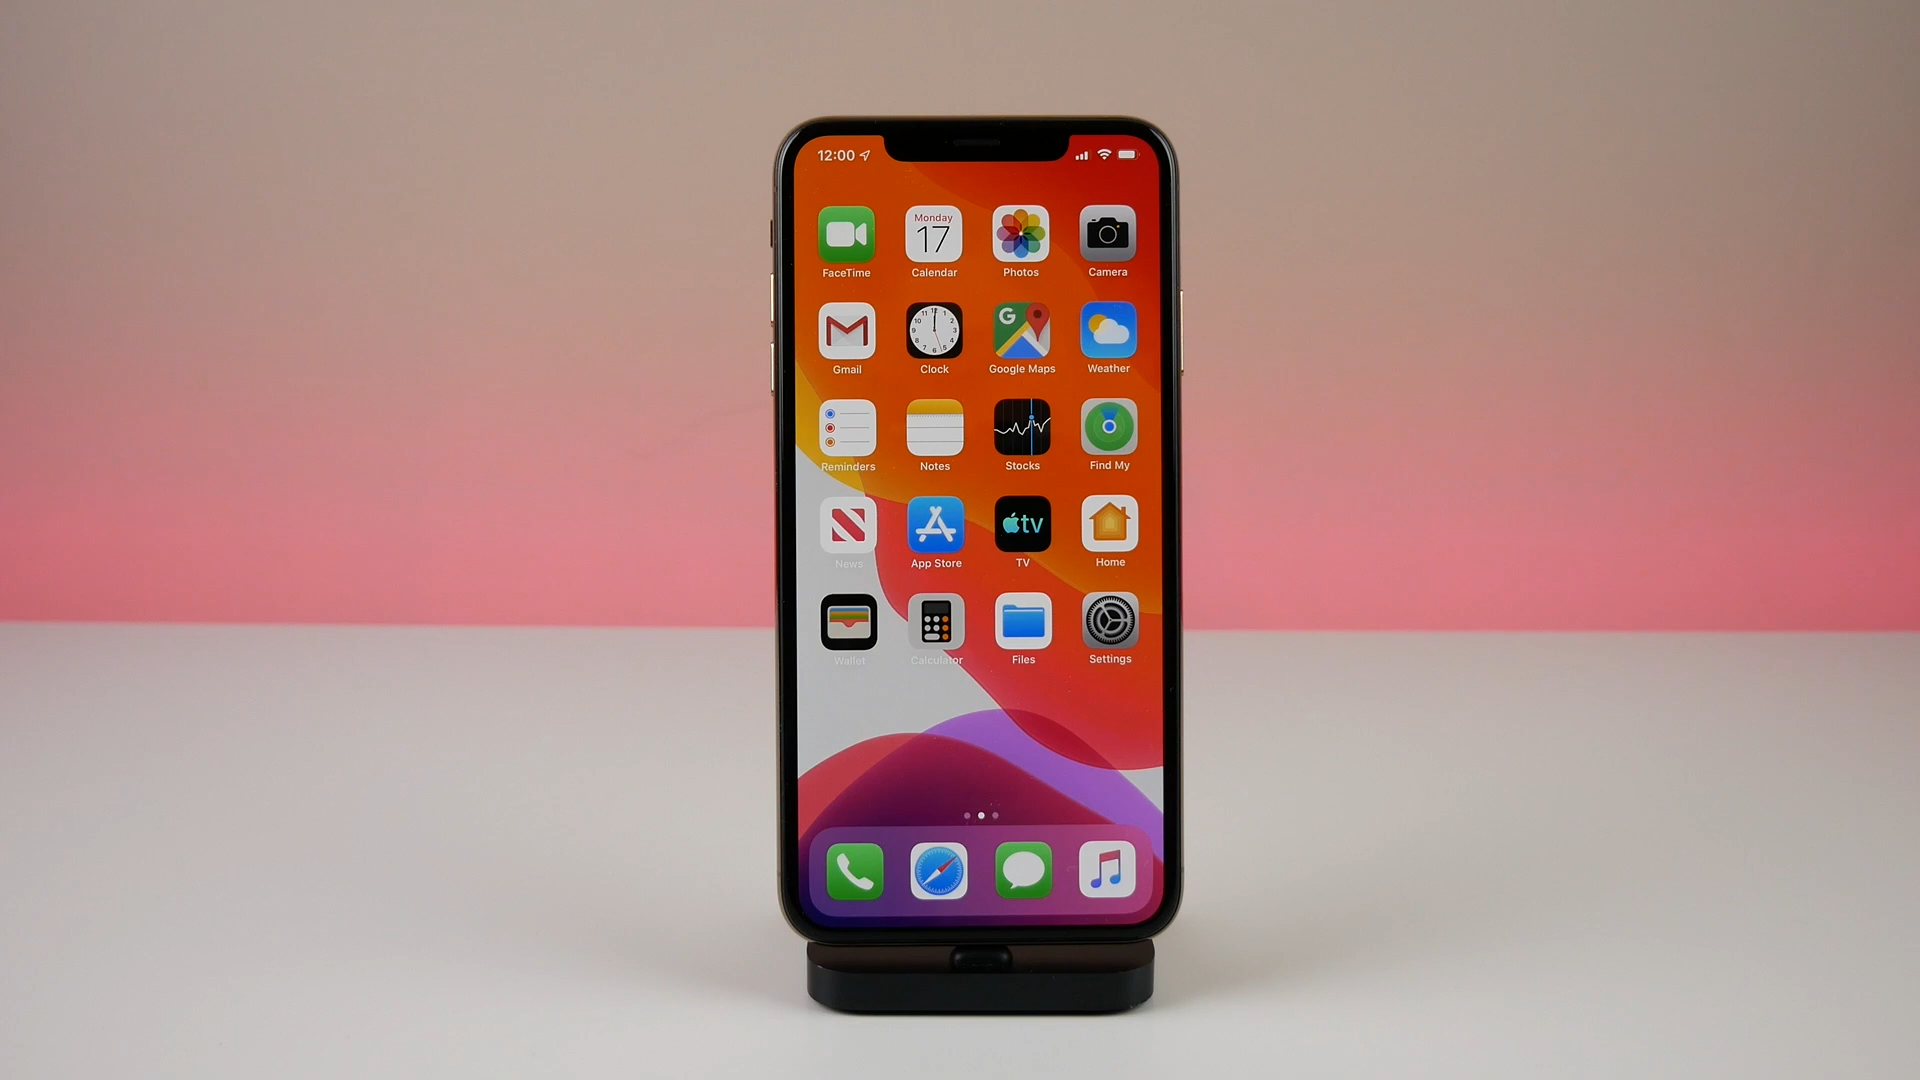 12:00
Monday
17
FaceTime Calendar Photos Camera
G
Gmail Clock Google Maps Weather
Reminders Notes Stocks Find My
tv
News App Store TV Home
Wallet Calculator Files Settings